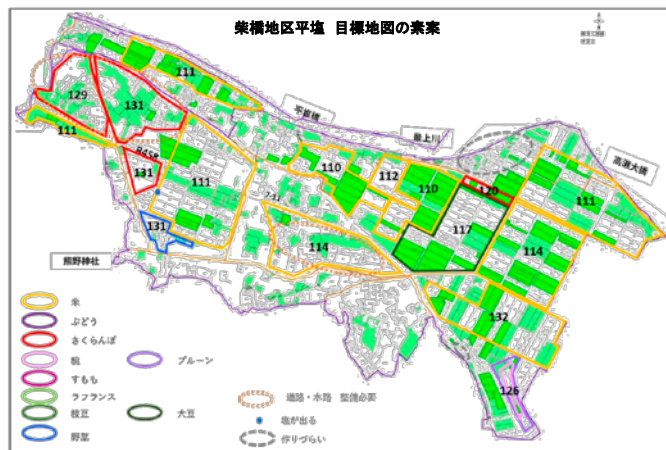 柴橋地区平塩 目標地図の素案
111
129
131
平塩橋
最上川
高瀬大橋
111
110
112
110
120
131
111
111
131
117
114
114
熊野神社
132
126
米
ぶどう
さくらんぼ
桃
プルーン
すもも
ラフランス
道路・水路 整備必要
枝豆
大豆
塩が出る
野菜
作りづらい